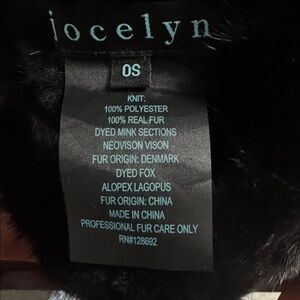 jocelyn
OS
KNIT:
100% POLYESTER
100% REAL FUR
DYED MINK SECTIONS
NEOVISON VISON
FUR ORIGIN: DENMARK
DYED FOX
ALOPEX LAGOPUS
FUR ORIGIN: CHINA
MADE IN CHINA
PROFESSIONAL FUR CARE ONLY
RN#128692